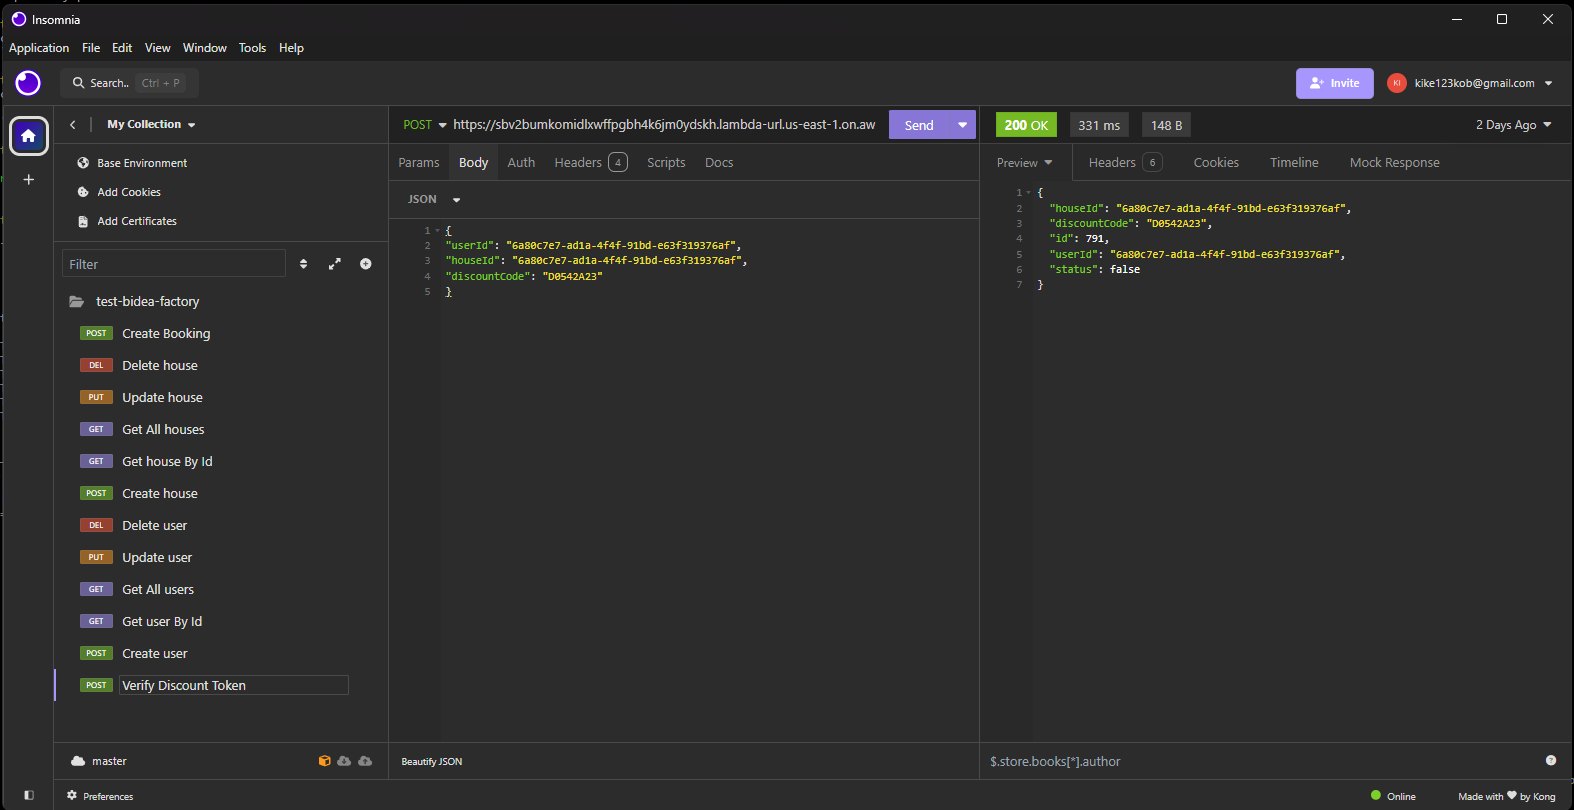 Insomnia
Application File Edit View Window Tools Help
Search.. Ctrl + P
Invite
KI kike123kob@gmail.com
My Collection
Base Environment
Add Cookies
Add Certificates
Filter
test-bidea-factory
POST Create Booking
DEL Delete house
PUT Update house
GET Get All houses
GET Get house By Id
POST Create house
DEL Delete user
PUT Update user
GET Get All users
GET Get user By Id
POST Create user
POST Verify Discount Token
master
Preferences
POST https://sbv2bumkomidlxwffpgbh4k6jm0ydskh.lambda-url.us-east-1.on.aw Send
Params Body Auth Headers 4 Scripts Docs
JSON
1 {
2 "userId": "6a80c7e7-ad1a-4f4f-91bd-e63f319376af",
3 "houseId": "6a80c7e7-ad1a-4f4f-91bd-e63f319376af",
4 "discountCode": "D0542A23"
5 }
Beautify JSON
200 OK 331 ms 148 B 2 Days Ago
Preview Headers 6 Cookies Timeline Mock Response
1 {
2 "houseId": "6a80c7e7-ad1a-4f4f-91bd-e63f319376af",
3 "discountCode": "D0542A23",
4 "id": 791,
5 "userId": "6a80c7e7-ad1a-4f4f-91bd-e63f319376af",
6 "status": false
7 }
$.store.books[*].author
Online Made with ♥ by Kong